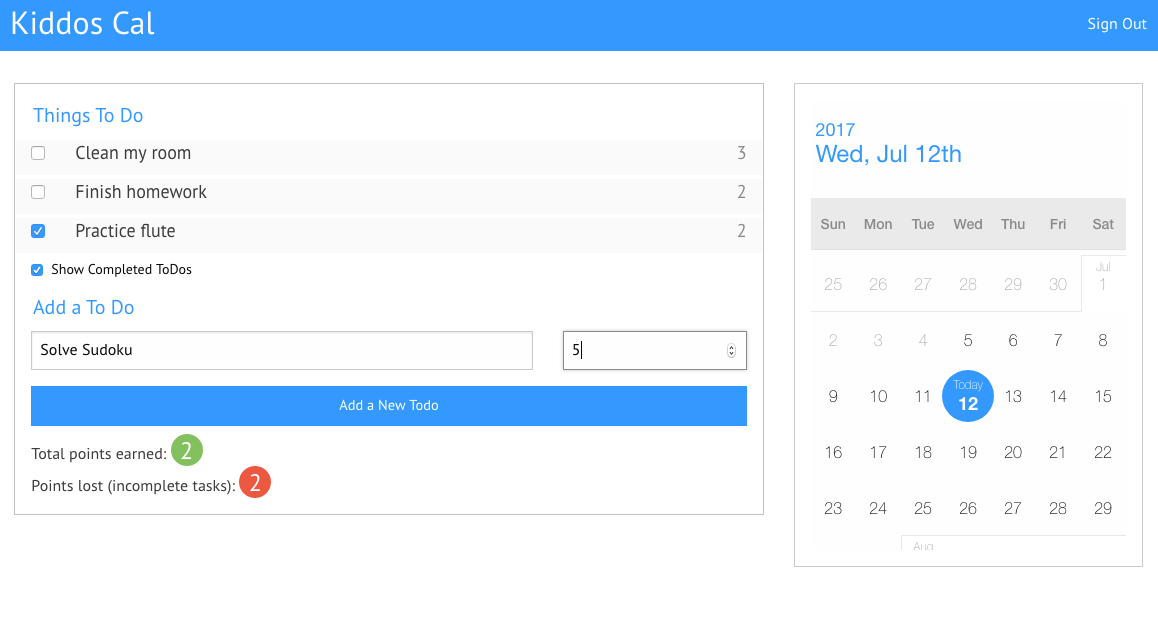 Kiddos Cal
Sign Out
Things To Do
Clean my room 3
Finish homework 2
Practice flute 2
Show Completed ToDos
Add a To Do
Solve Sudoku 5
Add a New Todo
Total points earned: 2
Points lost (incomplete tasks): 2
2017
Wed, Jul 12th
Sun Mon Tue Wed Thu Fri Sat
Jul
25 26 27 28 29 30 1
2 3 4 5 6 7 8
Today
9 10 11 12 13 14 15
16 17 18 19 20 21 22
23 24 25 26 27 28 29
Aug